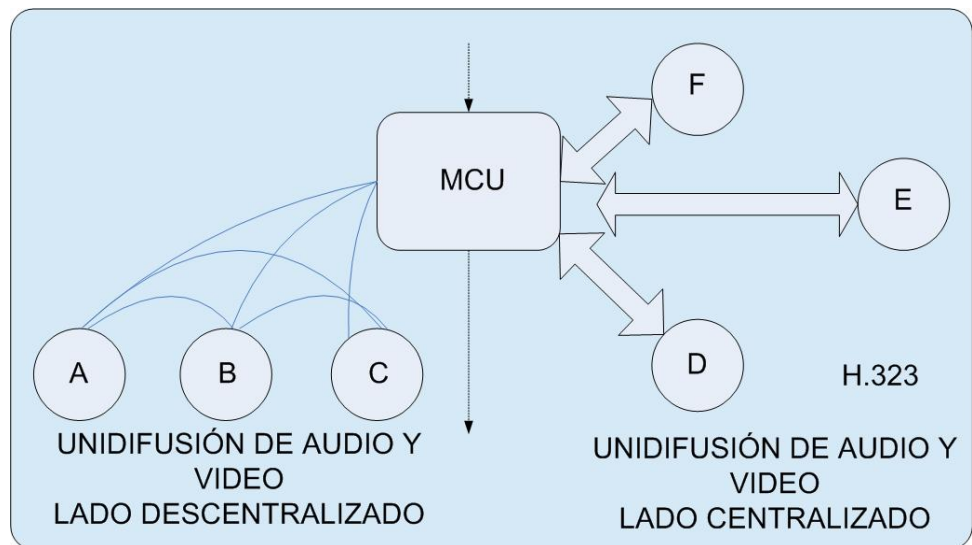 F
MCU
E
A
B
C
D
H.323
UNIDIFUSIÓN DE AUDIO Y
VIDEO
LADO DESCENTRALIZADO
UNIDIFUSIÓN DE AUDIO Y
VIDEO
LADO CENTRALIZADO